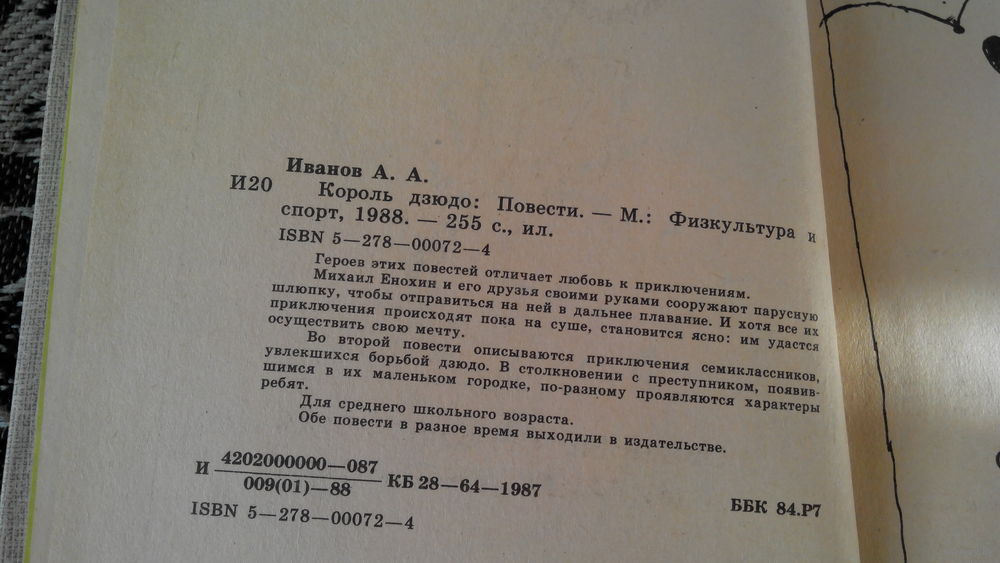 Иванов А. А.
И20 Король дзюдо: Повести. — М.: Физкультура и
спорт, 1988. — 255 с., ил.
ISBN 5—278—00072—4
Героев этих повестей отличает любовь к приключениям.
Михаил Енохин и его друзья своими руками сооружают парусную
шлюпку, чтобы отправиться на ней в дальнее плавание. И хотя все их
приключения происходят пока на суше, становится ясно: им удастся
осуществить свою мечту.
Во второй повести описываются приключения семиклассников,
увлекшихся борьбой дзюдо. В столкновении с преступником, появив-
шимся в их маленьком городке, по-разному проявляются характеры
ребят.
Для среднего школьного возраста.
Обе повести в разное время выходили в издательстве.
4202000000—087
И КБ 28—64—1987
009(01)—88
ББК 84.Р7
ISBN 5—278—00072—4